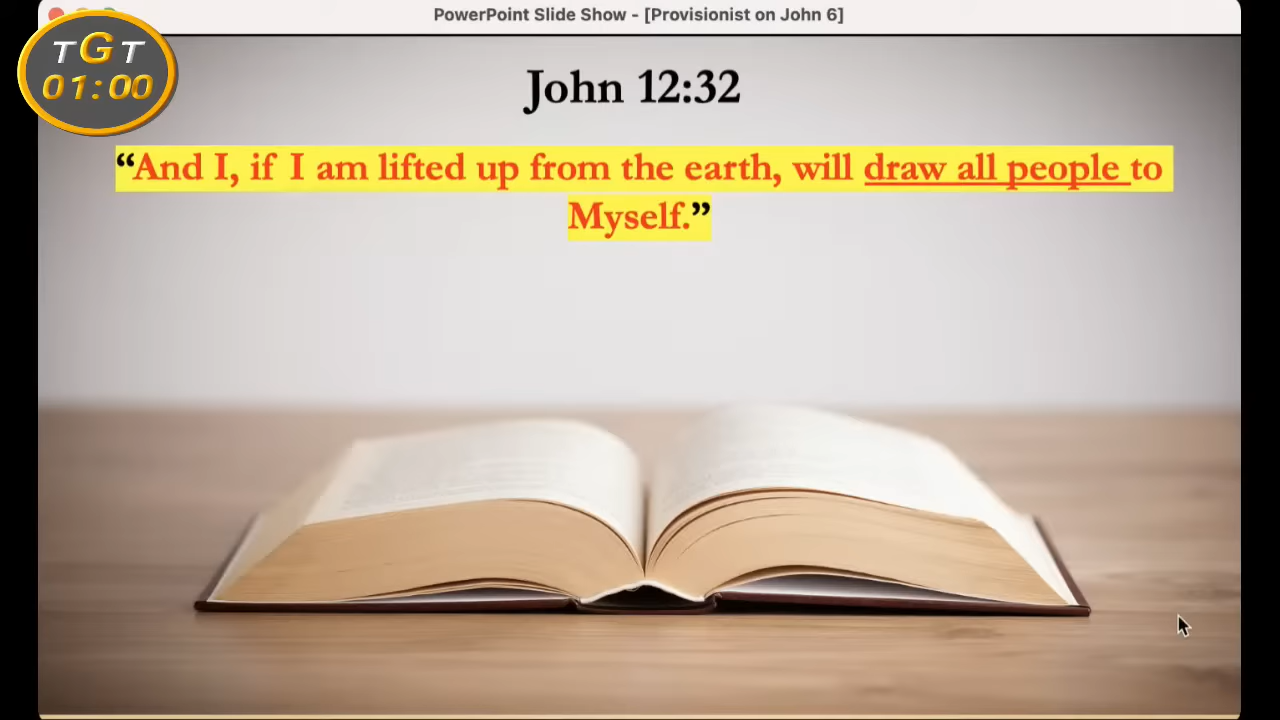 PowerPoint Slide Show - [Provisionist on John 6]
TGT
01:00
John 12:32
“And I, if I am lifted up from the earth, will draw all people to
Myself.”